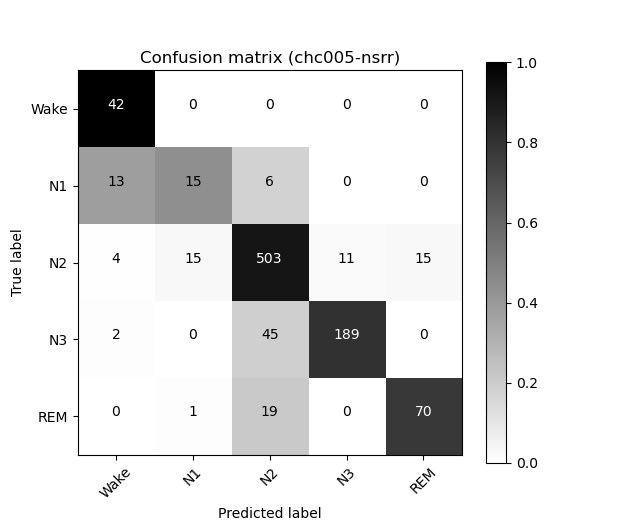 Confusion matrix (chc005-nsrr)
Wake 42 0 0 0 0
N1 13 15 6 0 0
N2 4 15 503 11 15
N3 2 0 45 189 0
REM 0 1 19 0 70
Wake N1 N2 N3 REM
Predicted label
True label
1.0
0.8
0.6
0.4
0.2
0.0